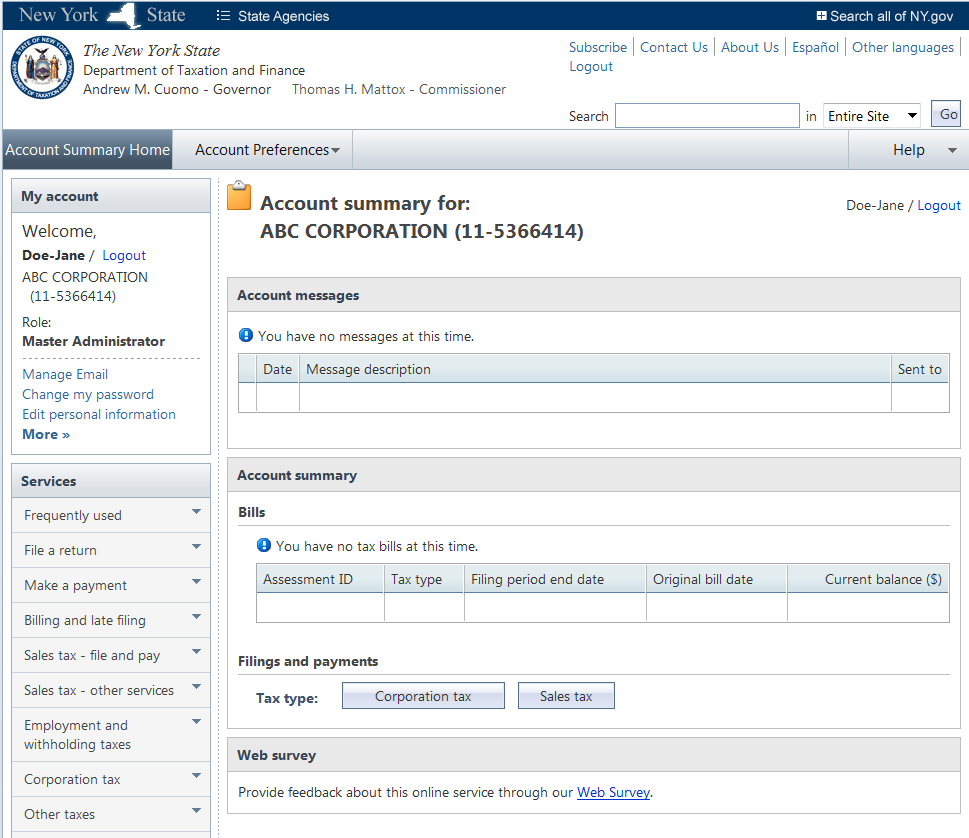 New York State
State Agencies
Search all of NY.gov
The New York State
Department of Taxation and Finance
Andrew M. Cuomo - Governor Thomas H. Mattox - Commissioner
Subscribe Contact Us About Us Español Other languages
Logout
Search in Entire Site Go
Account Summary Home Account Preferences Help
My account
Welcome,
Doe-Jane / Logout
ABC CORPORATION
(11-5366414)
Role:
Master Administrator
Manage Email
Change my password
Edit personal information
More »
Services
Frequently used
File a return
Make a payment
Billing and late filing
Sales tax - file and pay
Sales tax - other services
Employment and
withholding taxes
Corporation tax
Other taxes
Account summary for:
ABC CORPORATION (11-5366414)
Doe-Jane / Logout
Account messages
You have no messages at this time.
Date Message description Sent to
Account summary
Bills
You have no tax bills at this time.
Assessment ID Tax type Filing period end date Original bill date Current balance ($)
Filings and payments
Tax type: Corporation tax Sales tax
Web survey
Provide feedback about this online service through our Web Survey.